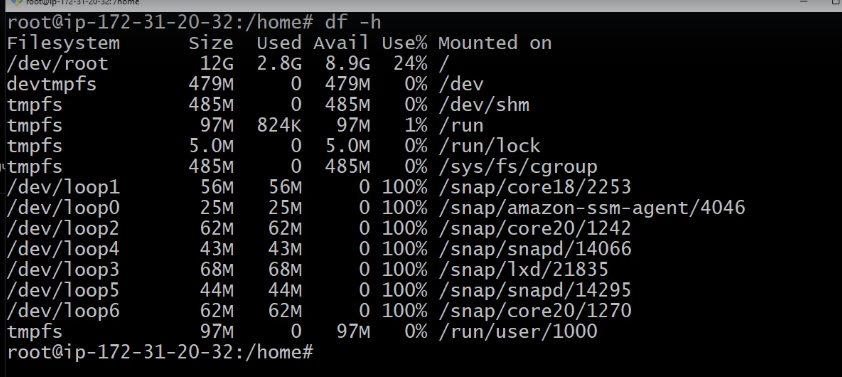 root@ip-172-31-20-32: /home
root@ip-172-31-20-32:/home# df -h
Filesystem      Size  Used Avail Use% Mounted on
/dev/root        12G  2.8G  8.9G  24% /
devtmpfs        479M     0  479M   0% /dev
tmpfs           485M     0  485M   0% /dev/shm
tmpfs            97M  824K   97M   1% /run
tmpfs           5.0M     0  5.0M   0% /run/lock
tmpfs           485M     0  485M   0% /sys/fs/cgroup
/dev/loop1       56M   56M     0 100% /snap/core18/2253
/dev/loop0       25M   25M     0 100% /snap/amazon-ssm-agent/4046
/dev/loop2       62M   62M     0 100% /snap/core20/1242
/dev/loop4       43M   43M     0 100% /snap/snapd/14066
/dev/loop3       68M   68M     0 100% /snap/lxd/21835
/dev/loop5       44M   44M     0 100% /snap/snapd/14295
/dev/loop6       62M   62M     0 100% /snap/core20/1270
tmpfs            97M     0   97M   0% /run/user/1000
root@ip-172-31-20-32:/home#